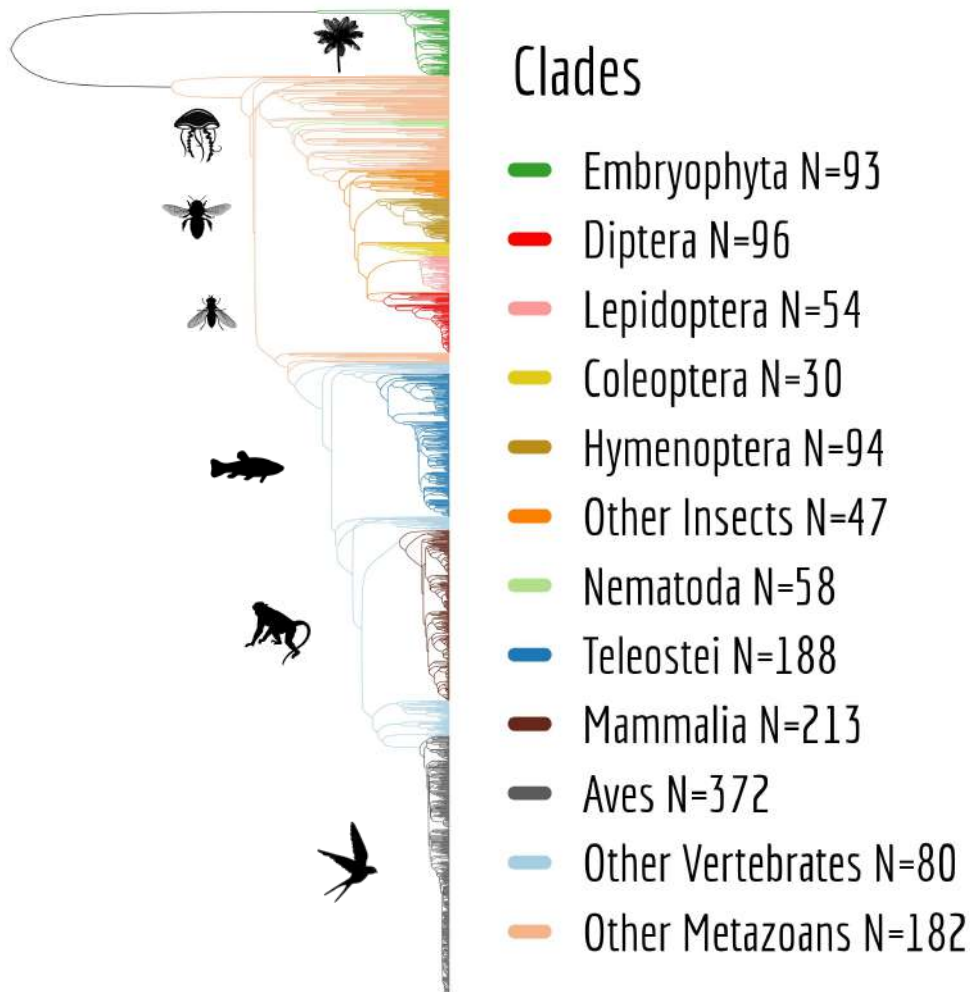 Clades
Embryophyta N=93
Diptera N=96
Lepidoptera N=54
Coleoptera N=30
Hymenoptera N=94
Other Insects N=47
Nematoda N=58
Teleostei N=188
Mammalia N=213
Aves N=372
Other Vertebrates N=80
Other Metazoans N=182